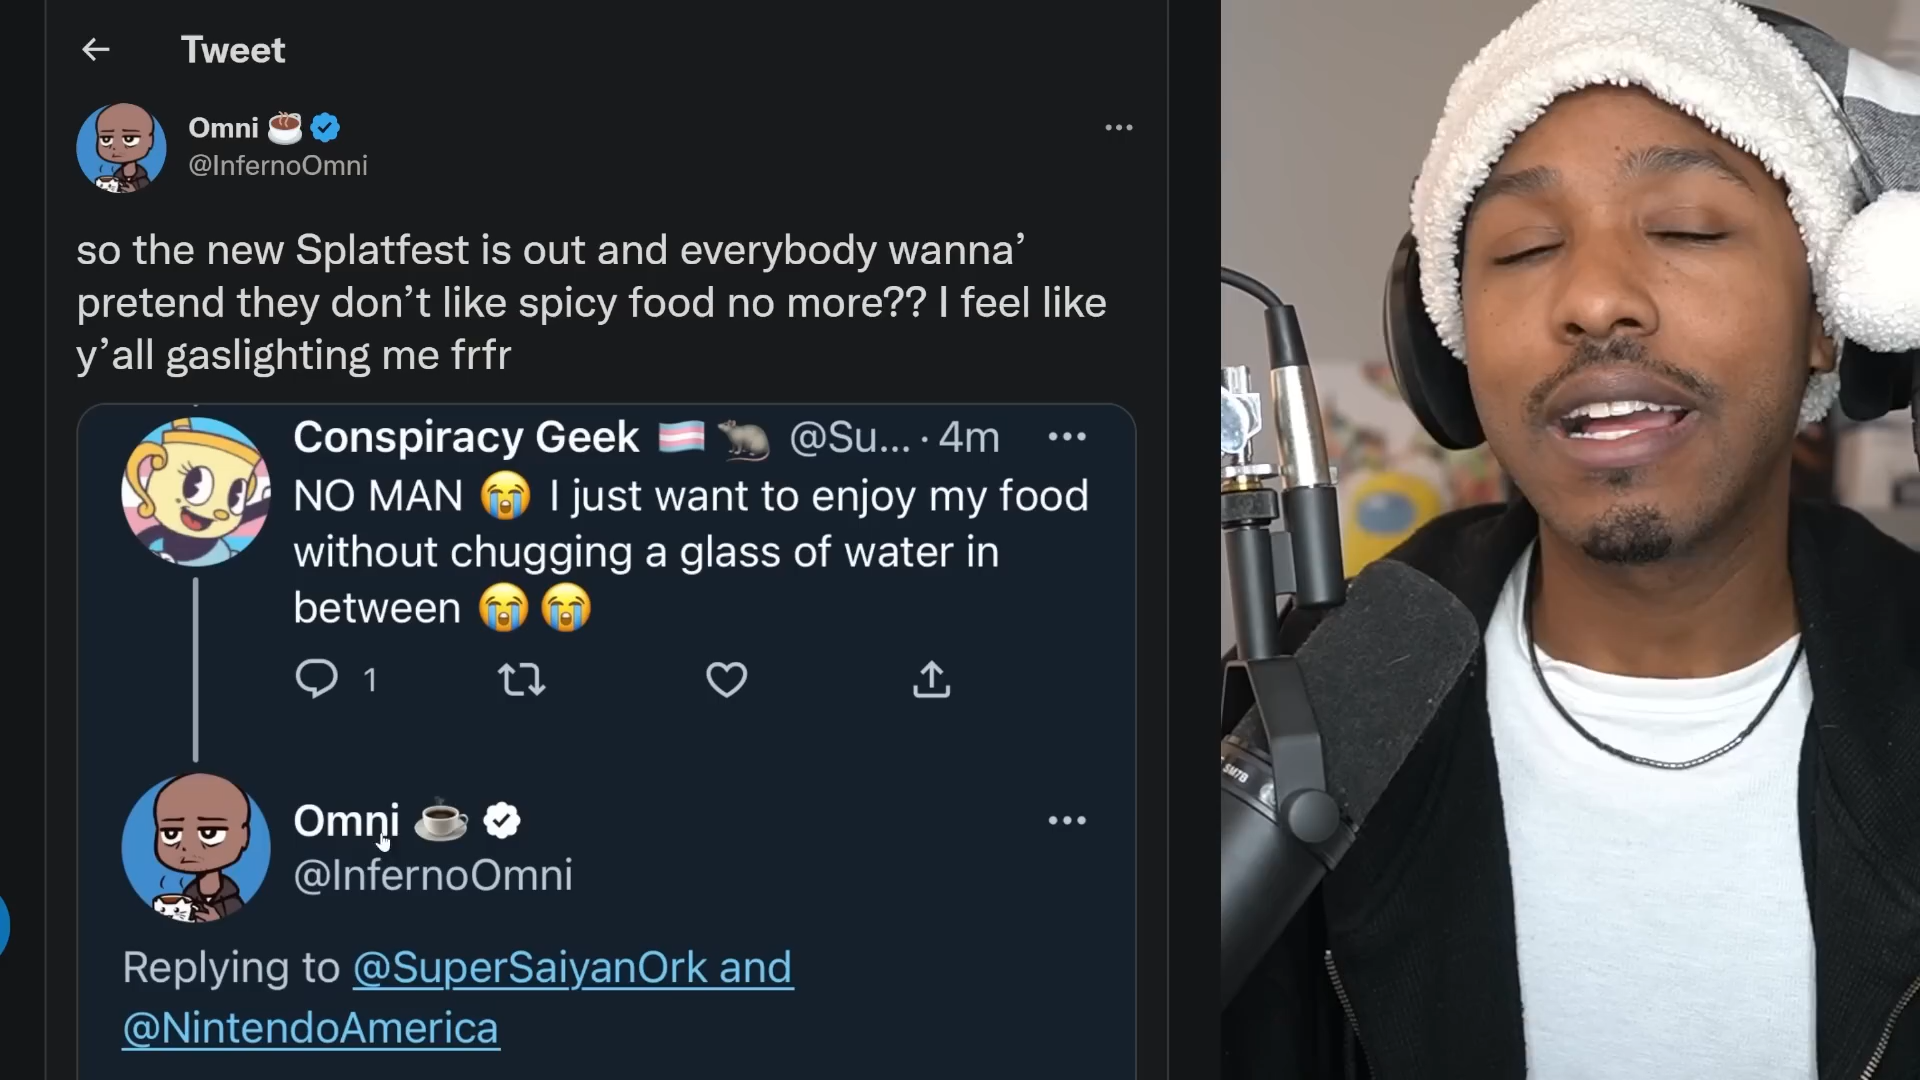 Tweet
Omni ☕
@InfernoOmni
so the new Splatfest is out and everybody wanna’
pretend they don’t like spicy food no more?? I feel like
y’all gaslighting me frfr
Conspiracy Geek 🏳️‍⚧️ 🐀 @Su... · 4m
NO MAN 😭 I just want to enjoy my food
without chugging a glass of water in
between 😭 😭
1
Omni ☕
@InfernoOmni
Replying to @SuperSaiyanOrk and
@NintendoAmerica
SM7B